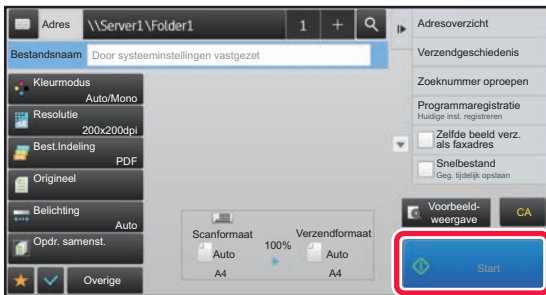 Adres
\\Server1\Folder1
1
+
Bestandsnaam
Door systeeminstellingen vastgezet
Kleurmodus
Auto/Mono
Resolutie
200x200dpi
Best.Indeling
PDF
Origineel
Belichting
Auto
Opdr. samenst.
Overige
Scanformaat
Auto
A4
100%
Verzendformaat
Auto
A4
Adresoverzicht
Verzendgeschiedenis
Zoeknummer oproepen
Programmaregistratie
Huidige inst. registreren
Zelfde beeld verz.
als faxadres
Snelbestand
Geg. tijdelijk opslaan
Voorbeeld-
weergave
CA
Start